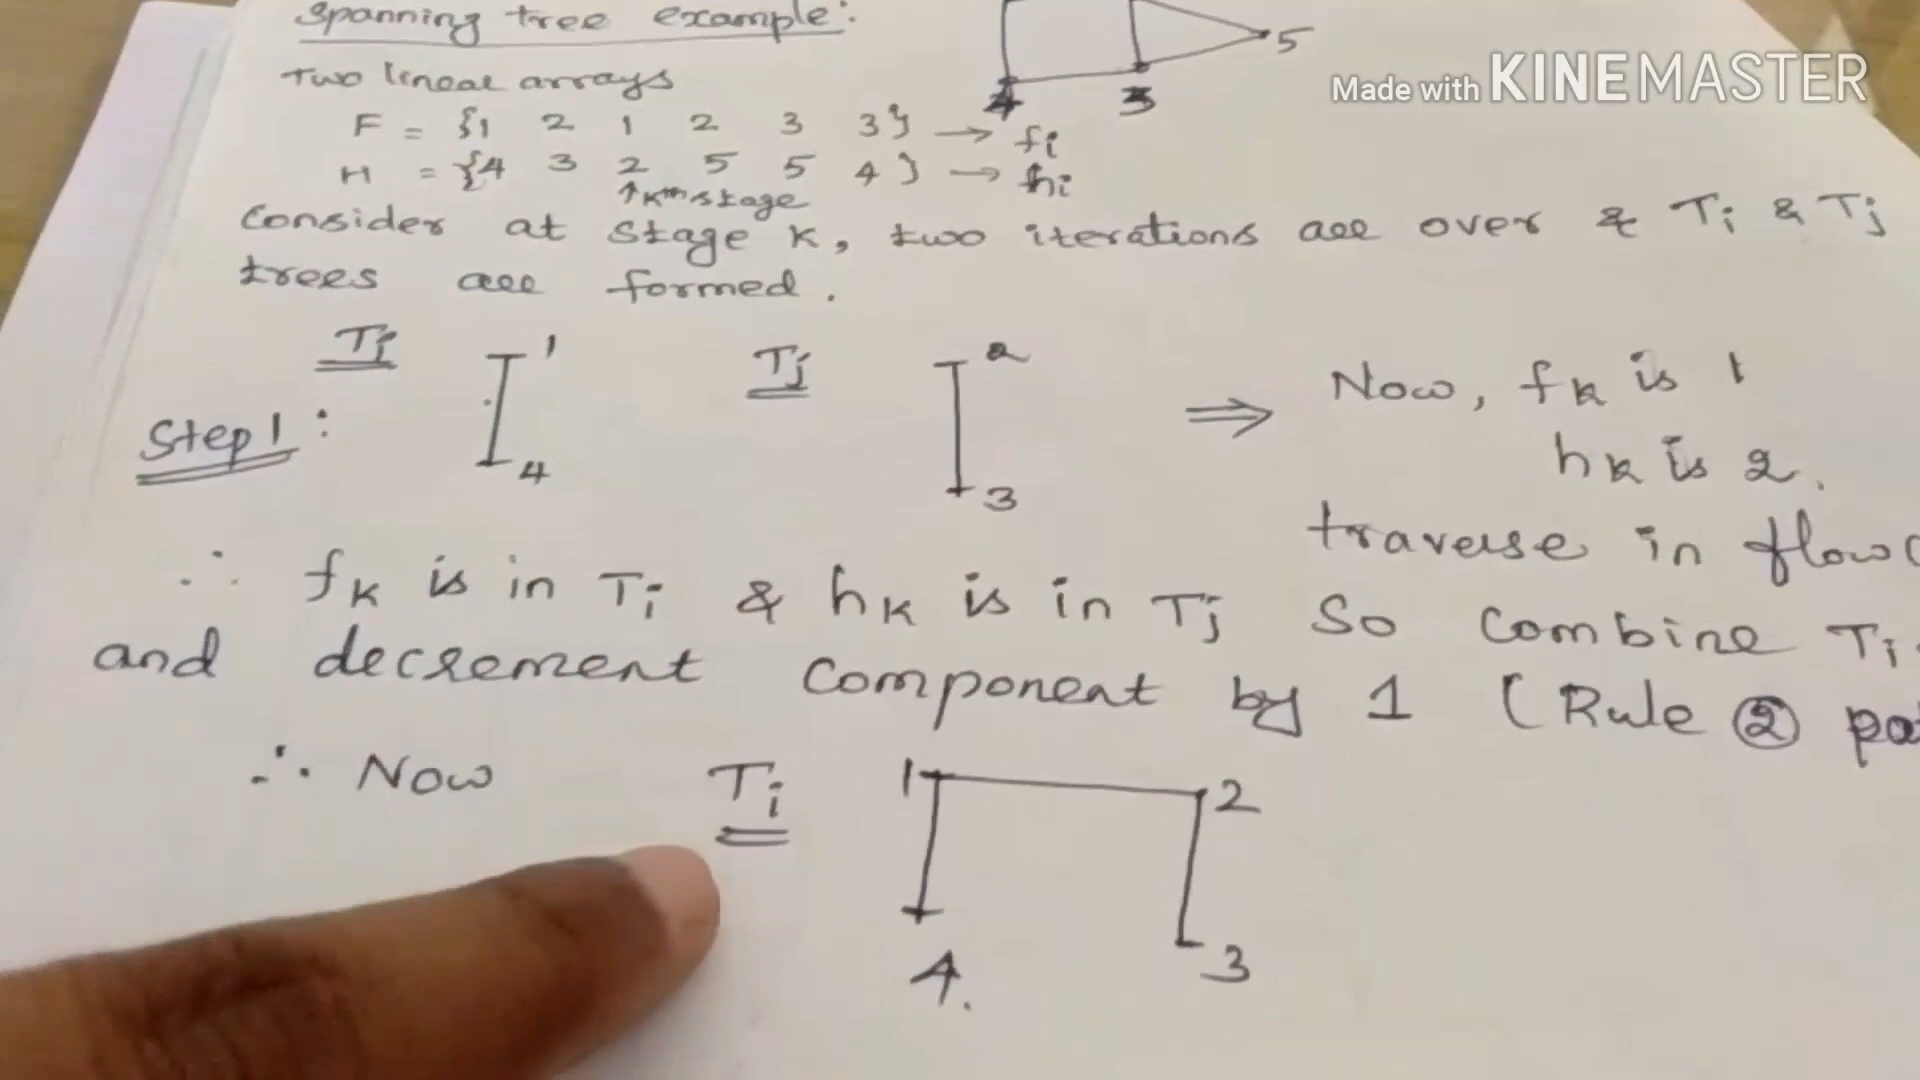 Spanning tree example:
5
Made with KINEMASTER
Two linear arrays
4 3
F = {1 2 1 2 3 3} → fi
H = {4 3 2 5 5 4} → hi
↑Kth stage
Consider at stage K, two iterations are over & Ti & Tj
trees are formed.
Ti 1 Tj 2 ⇒ Now, fk is 1
Step 1 : 4 3 hk is 2.
traverse in flow
∴ fk is in Ti & hk is in Tj So Combine Ti
and decrement Component by 1 (Rule ②
∴ Now Ti 1 2
4. 3